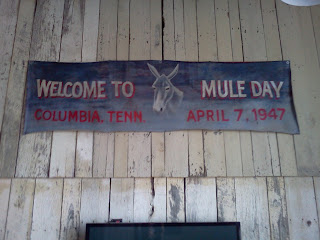 WELCOME TO MULE DAY
COLUMBIA, TENN. APRIL 7, 1947